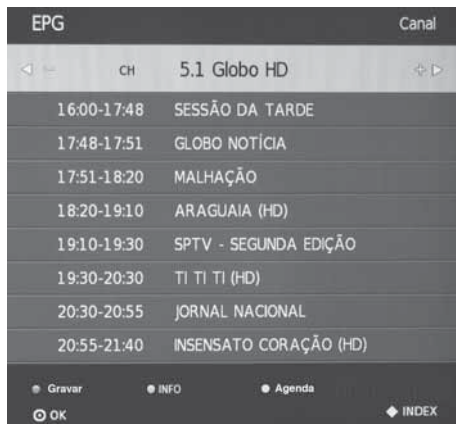 EPG Canal
CH 5.1 Globo HD
16:00-17:48 SESSÃO DA TARDE
17:48-17:51 GLOBO NOTÍCIA
17:51-18:20 MALHAÇÃO
18:20-19:10 ARAGUAIA (HD)
19:10-19:30 SPTV - SEGUNDA EDIÇÃO
19:30-20:30 TI TI TI (HD)
20:30-20:55 JORNAL NACIONAL
20:55-21:40 INSENSATO CORAÇÃO (HD)
Gravar INFO Agenda
OK INDEX